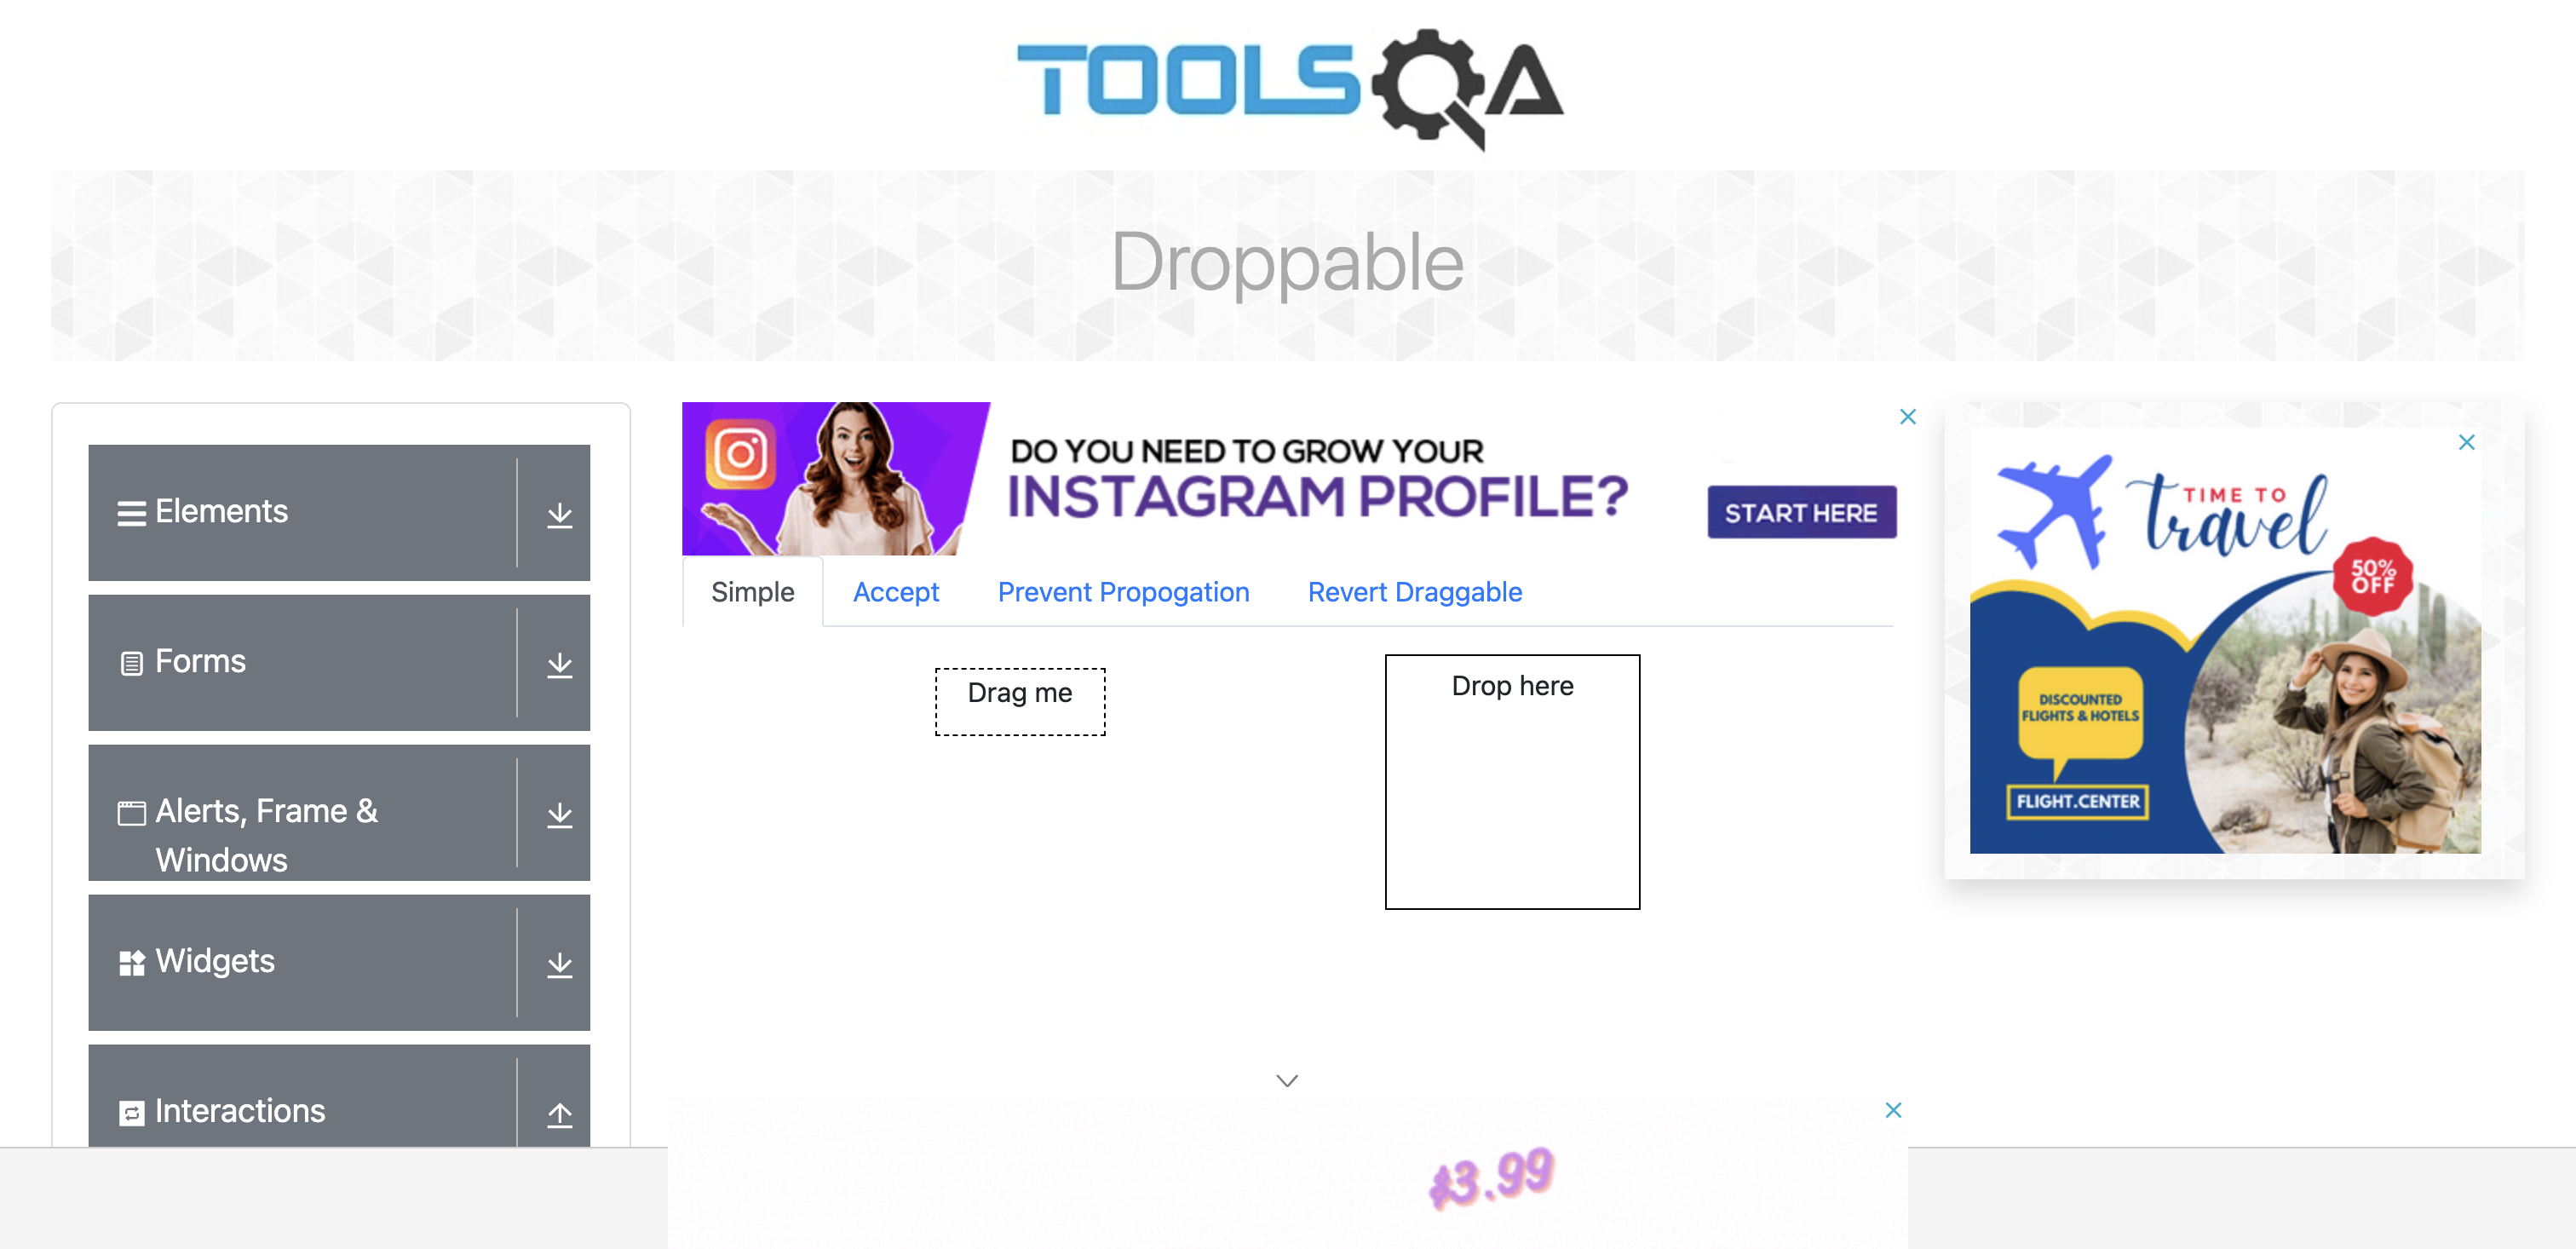 TOOLSQA
Droppable
Elements
Forms
Alerts, Frame &
Windows
Widgets
Interactions
DO YOU NEED TO GROW YOUR
INSTAGRAM PROFILE?
START HERE
Simple
Accept
Prevent Propogation
Revert Draggable
Drag me
Drop here
TIME TO
travel
50%
OFF
DISCOUNTED
FLIGHTS & HOTELS
FLIGHT.CENTER
$3.99